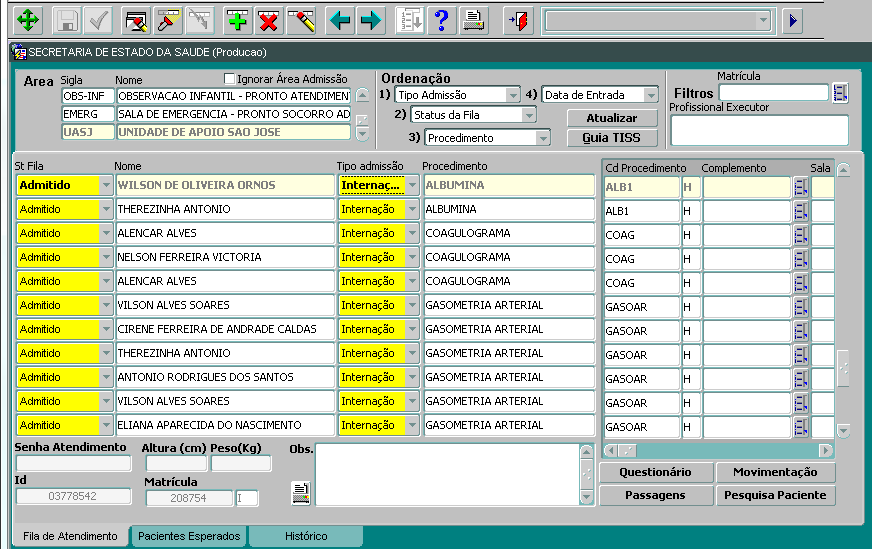 SECRETARIA DE ESTADO DA SAUDE (Producao)
Area Sigla Nome Ignorar Área Admissão
OBS-INF OBSERVACAO INFANTIL - PRONTO ATENDIMEN
EMERG SALA DE EMERGENCIA - PRONTO SOCORRO AD
UASJ UNIDADE DE APOIO SAO JOSE
Ordenação
1) Tipo Admissão 4) Data de Entrada
2) Status da Fila Atualizar
3) Procedimento Guia TISS
Matrícula
Filtros
Profissional Executor
St Fila Nome Tipo admissão Procedimento Cd Procedimento Complemento Sala
Admitido WILSON DE OLIVEIRA ORNOS Internaç... ALBUMINA ALB1 H
Admitido THEREZINHA ANTONIO Internação ALBUMINA ALB1 H
Admitido ALENCAR ALVES Internação COAGULOGRAMA COAG H
Admitido NELSON FERREIRA VICTORIA Internação COAGULOGRAMA COAG H
Admitido ALENCAR ALVES Internação COAGULOGRAMA COAG H
Admitido VILSON ALVES SOARES Internação GASOMETRIA ARTERIAL GASOAR H
Admitido CIRENE FERREIRA DE ANDRADE CALDAS Internação GASOMETRIA ARTERIAL GASOAR H
Admitido THEREZINHA ANTONIO Internação GASOMETRIA ARTERIAL GASOAR H
Admitido ANTONIO RODRIGUES DOS SANTOS Internação GASOMETRIA ARTERIAL GASOAR H
Admitido VILSON ALVES SOARES Internação GASOMETRIA ARTERIAL GASOAR H
Admitido ELIANA APARECIDA DO NASCIMENTO Internação GASOMETRIA ARTERIAL GASOAR H
Senha Atendimento Altura (cm) Peso(Kg) Obs.
Id Matrícula
03778542 208754 I
Questionário Movimentação
Passagens Pesquisa Paciente
Fila de Atendimento Pacientes Esperados Histórico